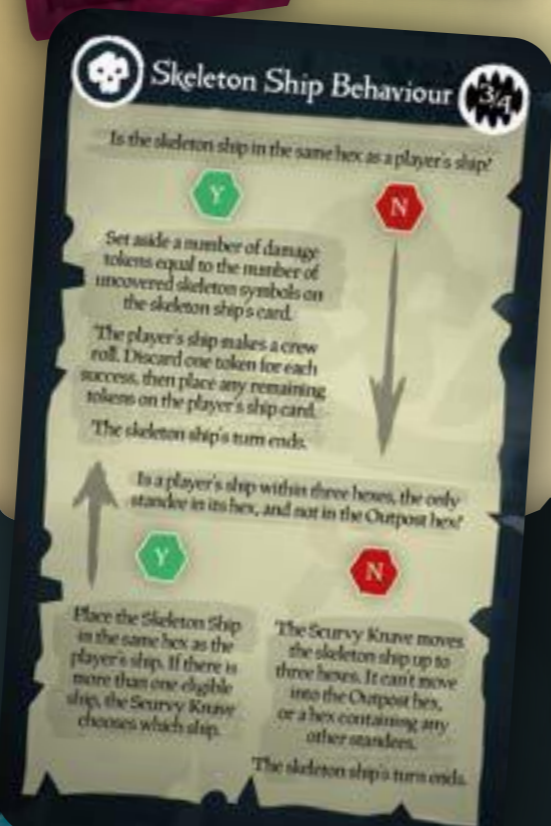 Skeleton Ship Behaviour
3/4
Is the skeleton ship in the same hex as a player's ship?
Y
N
Set aside a number of damage
tokens equal to the number of
uncovered skeleton symbols on
the skeleton ship's card.
The player's ship makes a crew
roll. Discard one token for each
success, then place any remaining
tokens on the player's ship card.
The skeleton ship's turn ends.
Is a player's ship within three hexes, the only
standee in its hex, and not in the Outpost hex?
Y
N
Place the Skeleton Ship
in the same hex as the
player's ship. If there is
more than one eligible
ship, the Scurvy Knave
chooses which ship.
The Scurvy Knave moves
the skeleton ship up to
three hexes. It can't move
into the Outpost hex,
or a hex containing any
other standees.
The skeleton ship's turn ends.